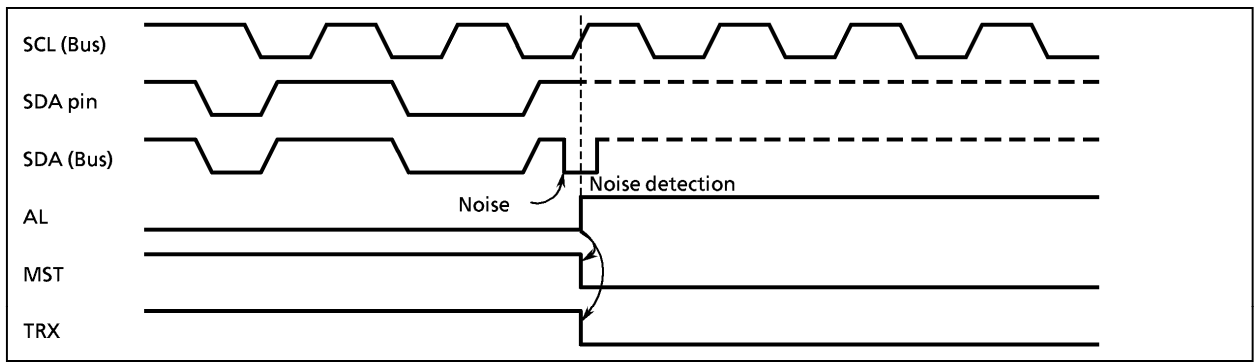 SCL (Bus)
SDA pin
SDA (Bus)
Noise detection
Noise
AL
MST
TRX